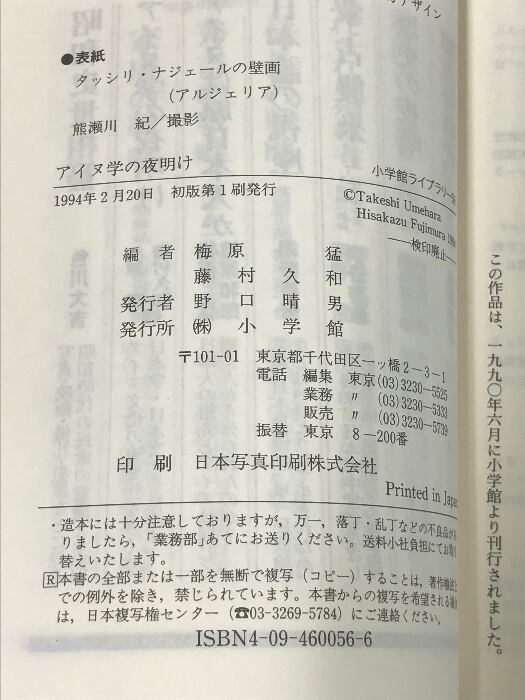 デザイン
●表紙
タッシリ・ナジェールの壁画
(アルジェリア)
熊瀬川 紀／撮影
アイヌ学の夜明け
小学館ライブラリー
1994年2月20日 初版第1刷発行
©Takeshi Umehara
Hisakazu Fujimura
―検印廃止―
編者 梅原 猛
藤村久和
発行者 野口晴男
発行所 ㈱小学館
〒101-01 東京都千代田区一ッ橋2-3-1
電話 編集 東京(03)3230-5525
業務 〃 (03)3230-5333
販売 〃 (03)3230-5739
振替 東京 8-200番
印刷 日本写真印刷株式会社
Printed in Japan
・造本には十分注意しておりますが，万一，落丁・乱丁などの不良品が
りましたら，「業務部」あてにお送りください。送料小社負担にてお取
替えいたします。
Ⓡ本書の全部または一部を無断で複写（コピー）することは，著作権法
での例外を除き，禁じられています。本書からの複写を希望される場合
は，日本複写権センター（☎03-3269-5784）にご連絡ください。
ISBN4-09-460056-6
この作品は、一九九〇年六月に小学館より刊行されました。